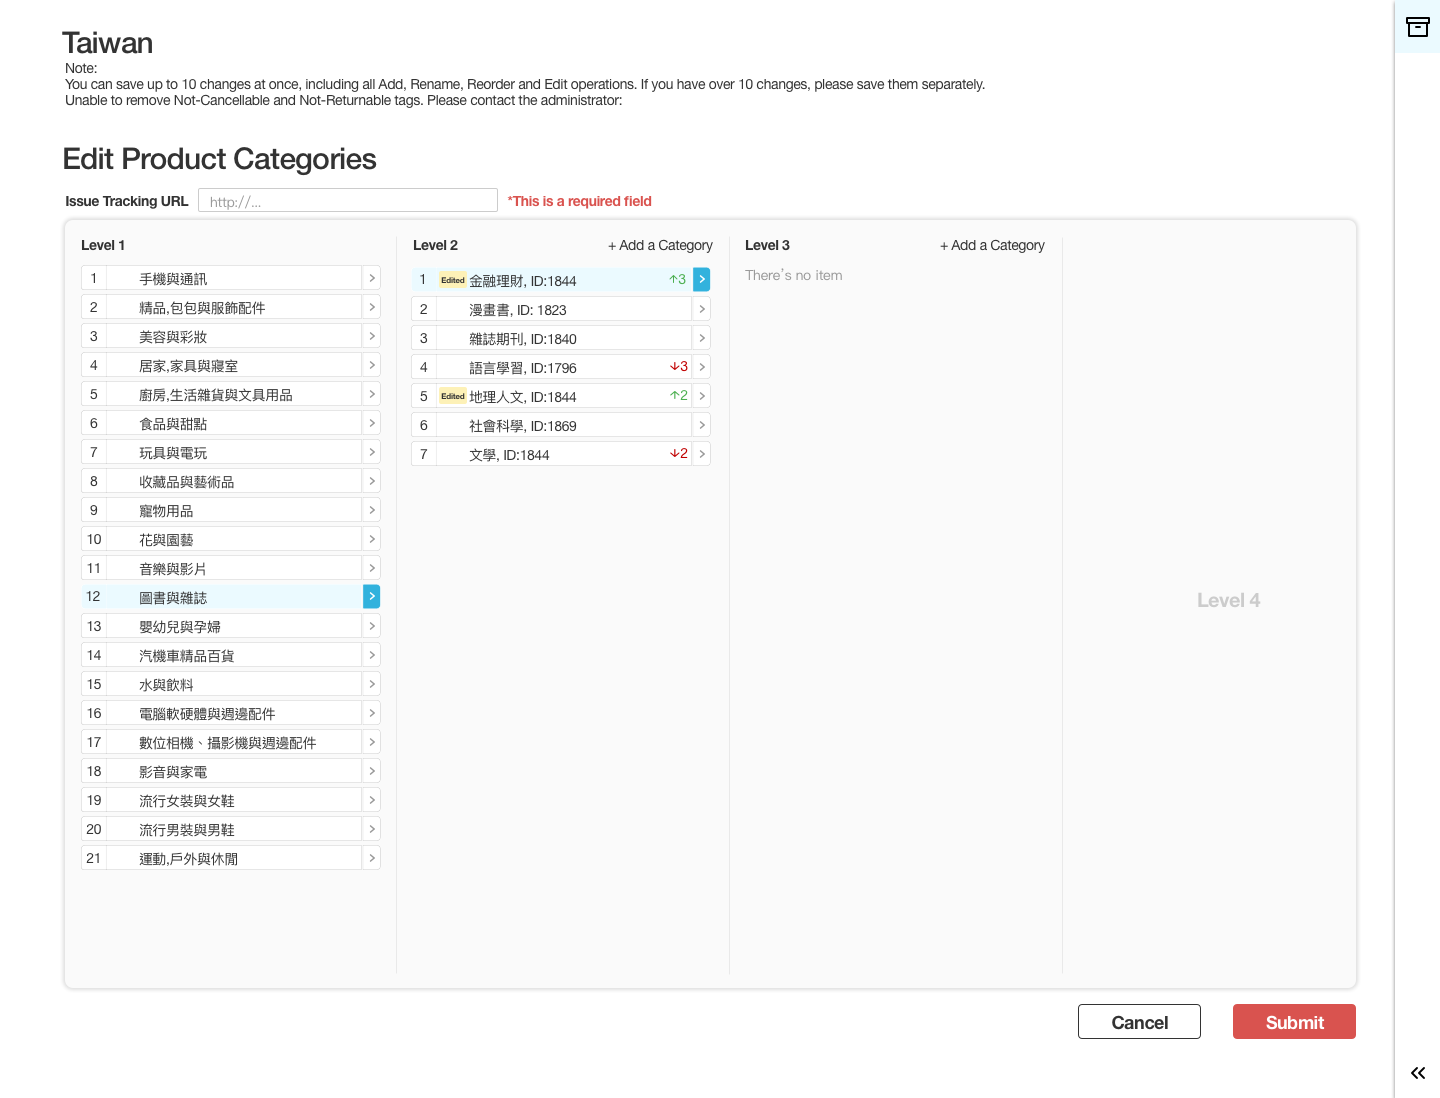 Taiwan
Note:
You can save up to 10 changes at once, including all Add, Rename, Reorder and Edit operations. If you have over 10 changes, please save them separately.
Unable to remove Not-Cancellable and Not-Returnable tags. Please contact the administrator:
Edit Product Categories
Issue Tracking URL http://... *This is a required field
Level 1
1 手機與通訊
2 精品,包包與服飾配件
3 美容與彩妝
4 居家,家具與寢室
5 廚房,生活雜貨與文具用品
6 食品與甜點
7 玩具與電玩
8 收藏品與藝術品
9 寵物用品
10 花與園藝
11 音樂與影片
12 圖書與雜誌
13 嬰幼兒與孕婦
14 汽機車精品百貨
15 水與飲料
16 電腦軟硬體與週邊配件
17 數位相機、攝影機與週邊配件
18 影音與家電
19 流行女裝與女鞋
20 流行男裝與男鞋
21 運動,戶外與休閒
Level 2 + Add a Category
1 Edited 金融理財, ID:1844 ↑3
2 漫畫書, ID: 1823
3 雜誌期刊, ID:1840
4 語言學習, ID:1796 ↓3
5 Edited 地理人文, ID:1844 ↑2
6 社會科學, ID:1869
7 文學, ID:1844 ↓2
Level 3 + Add a Category
There's no item
Level 4
Cancel
Submit